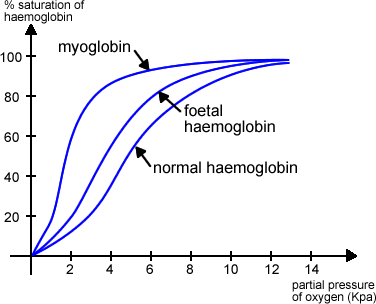 % saturation of
haemoglobin
myoglobin
foetal
haemoglobin
normal haemoglobin
100
80
60
40
20
2 4 6 8 10 12 14
partial pressure
of oxygen (Kpa)